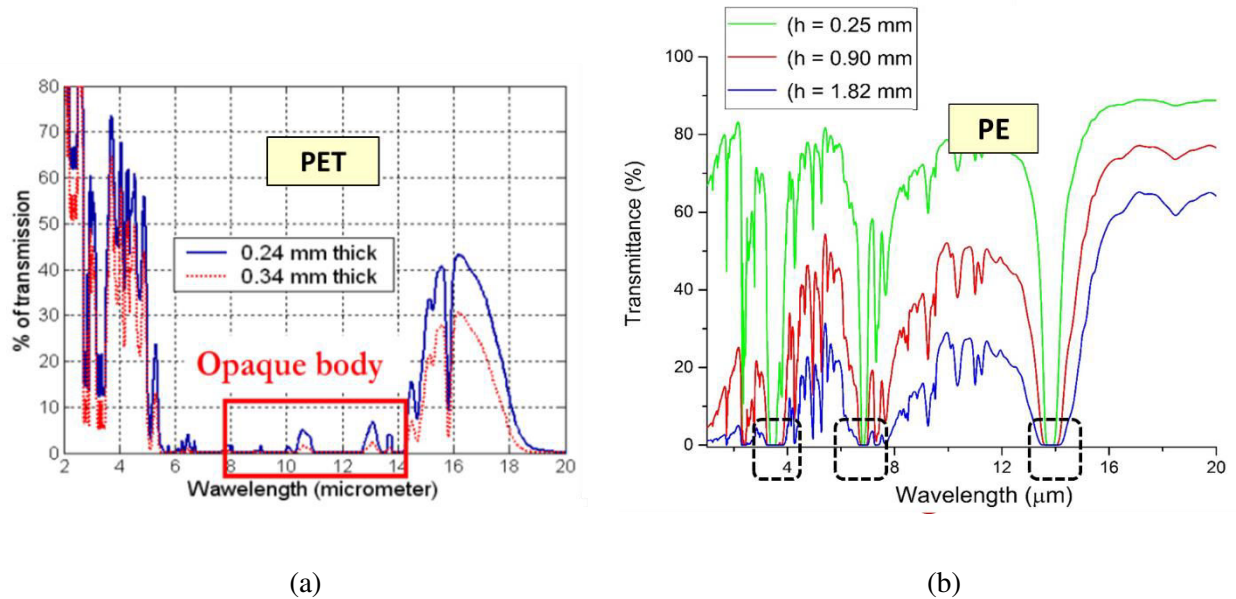 80
70
60
50
40
30
20
10
0
% of transmission
PET
0.24 mm thick
0.34 mm thick
Opaque body
2 4 6 8 10 12 14 16 18 20
Wawelength (micrometer)
(a)
(h = 0.25 mm
(h = 0.90 mm
(h = 1.82 mm
PE
100
80
60
40
20
0
Transmittance (%)
4 8 12 16 20
Wavelength (μm)
(b)